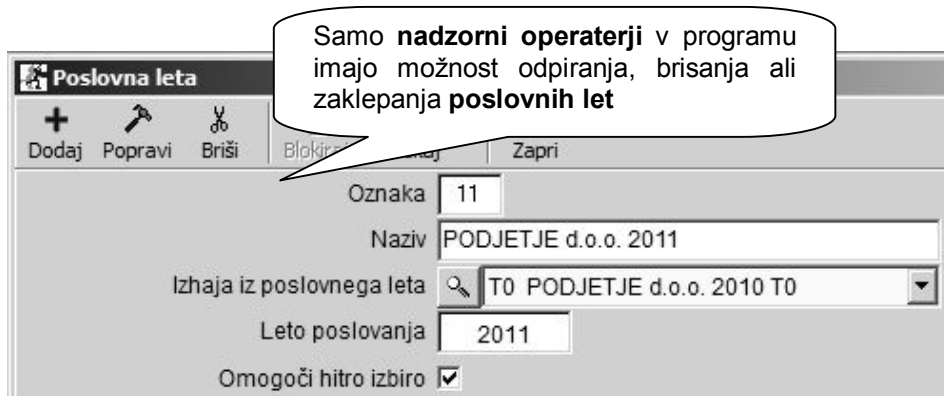 Samo nadzorni operaterji v programu
imajo možnost odpiranja, brisanja ali
zaklepanja poslovnih let
Poslovna leta
Dodaj Popravi Briši Zapri
Oznaka 11
Naziv PODJETJE d.o.o. 2011
Izhaja iz poslovnega leta T0 PODJETJE d.o.o. 2010 T0
Leto poslovanja 2011
Omogoči hitro izbiro